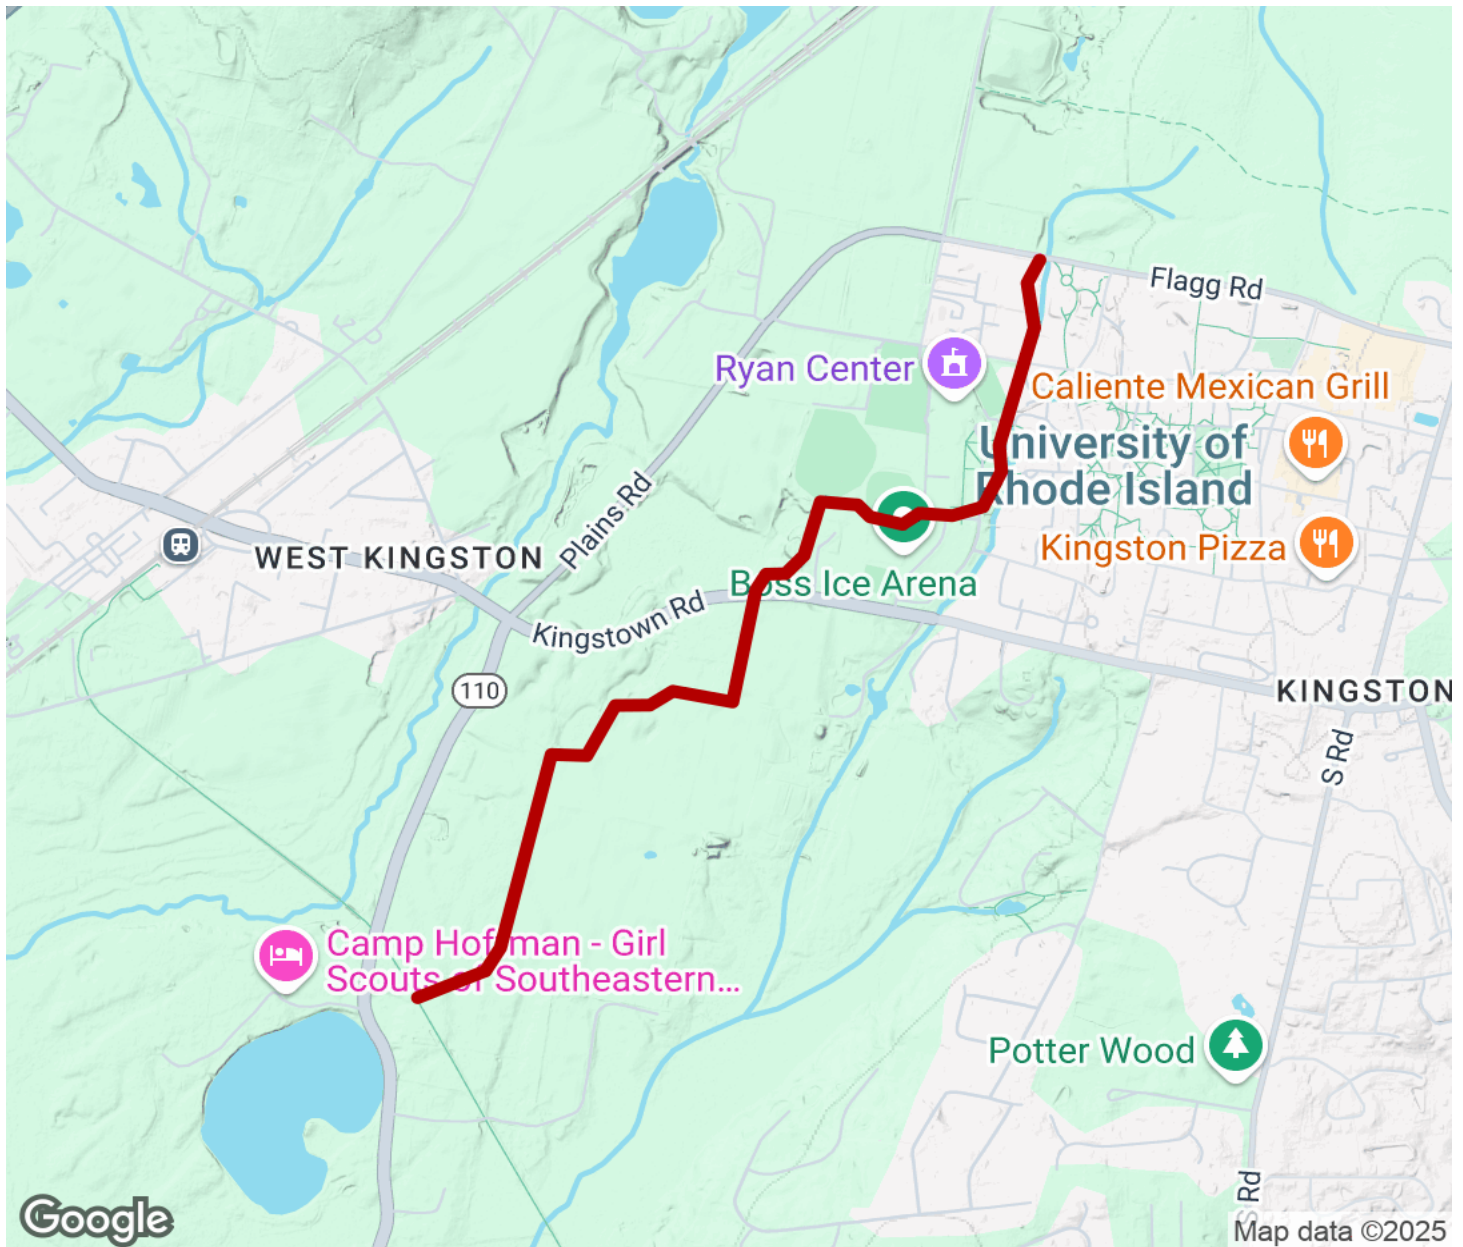 Flagg Rd
Ryan Center
Caliente Mexican Grill
University of
Rhode Island
Plains Rd
WEST KINGSTON
Kingston Pizza
Boss Ice Arena
Kingstown Rd
110
KINGSTON
S Rd
Camp Hoffman - Girl
Scouts of Southeastern...
Potter Wood
S Rd
Google
Map data ©2025